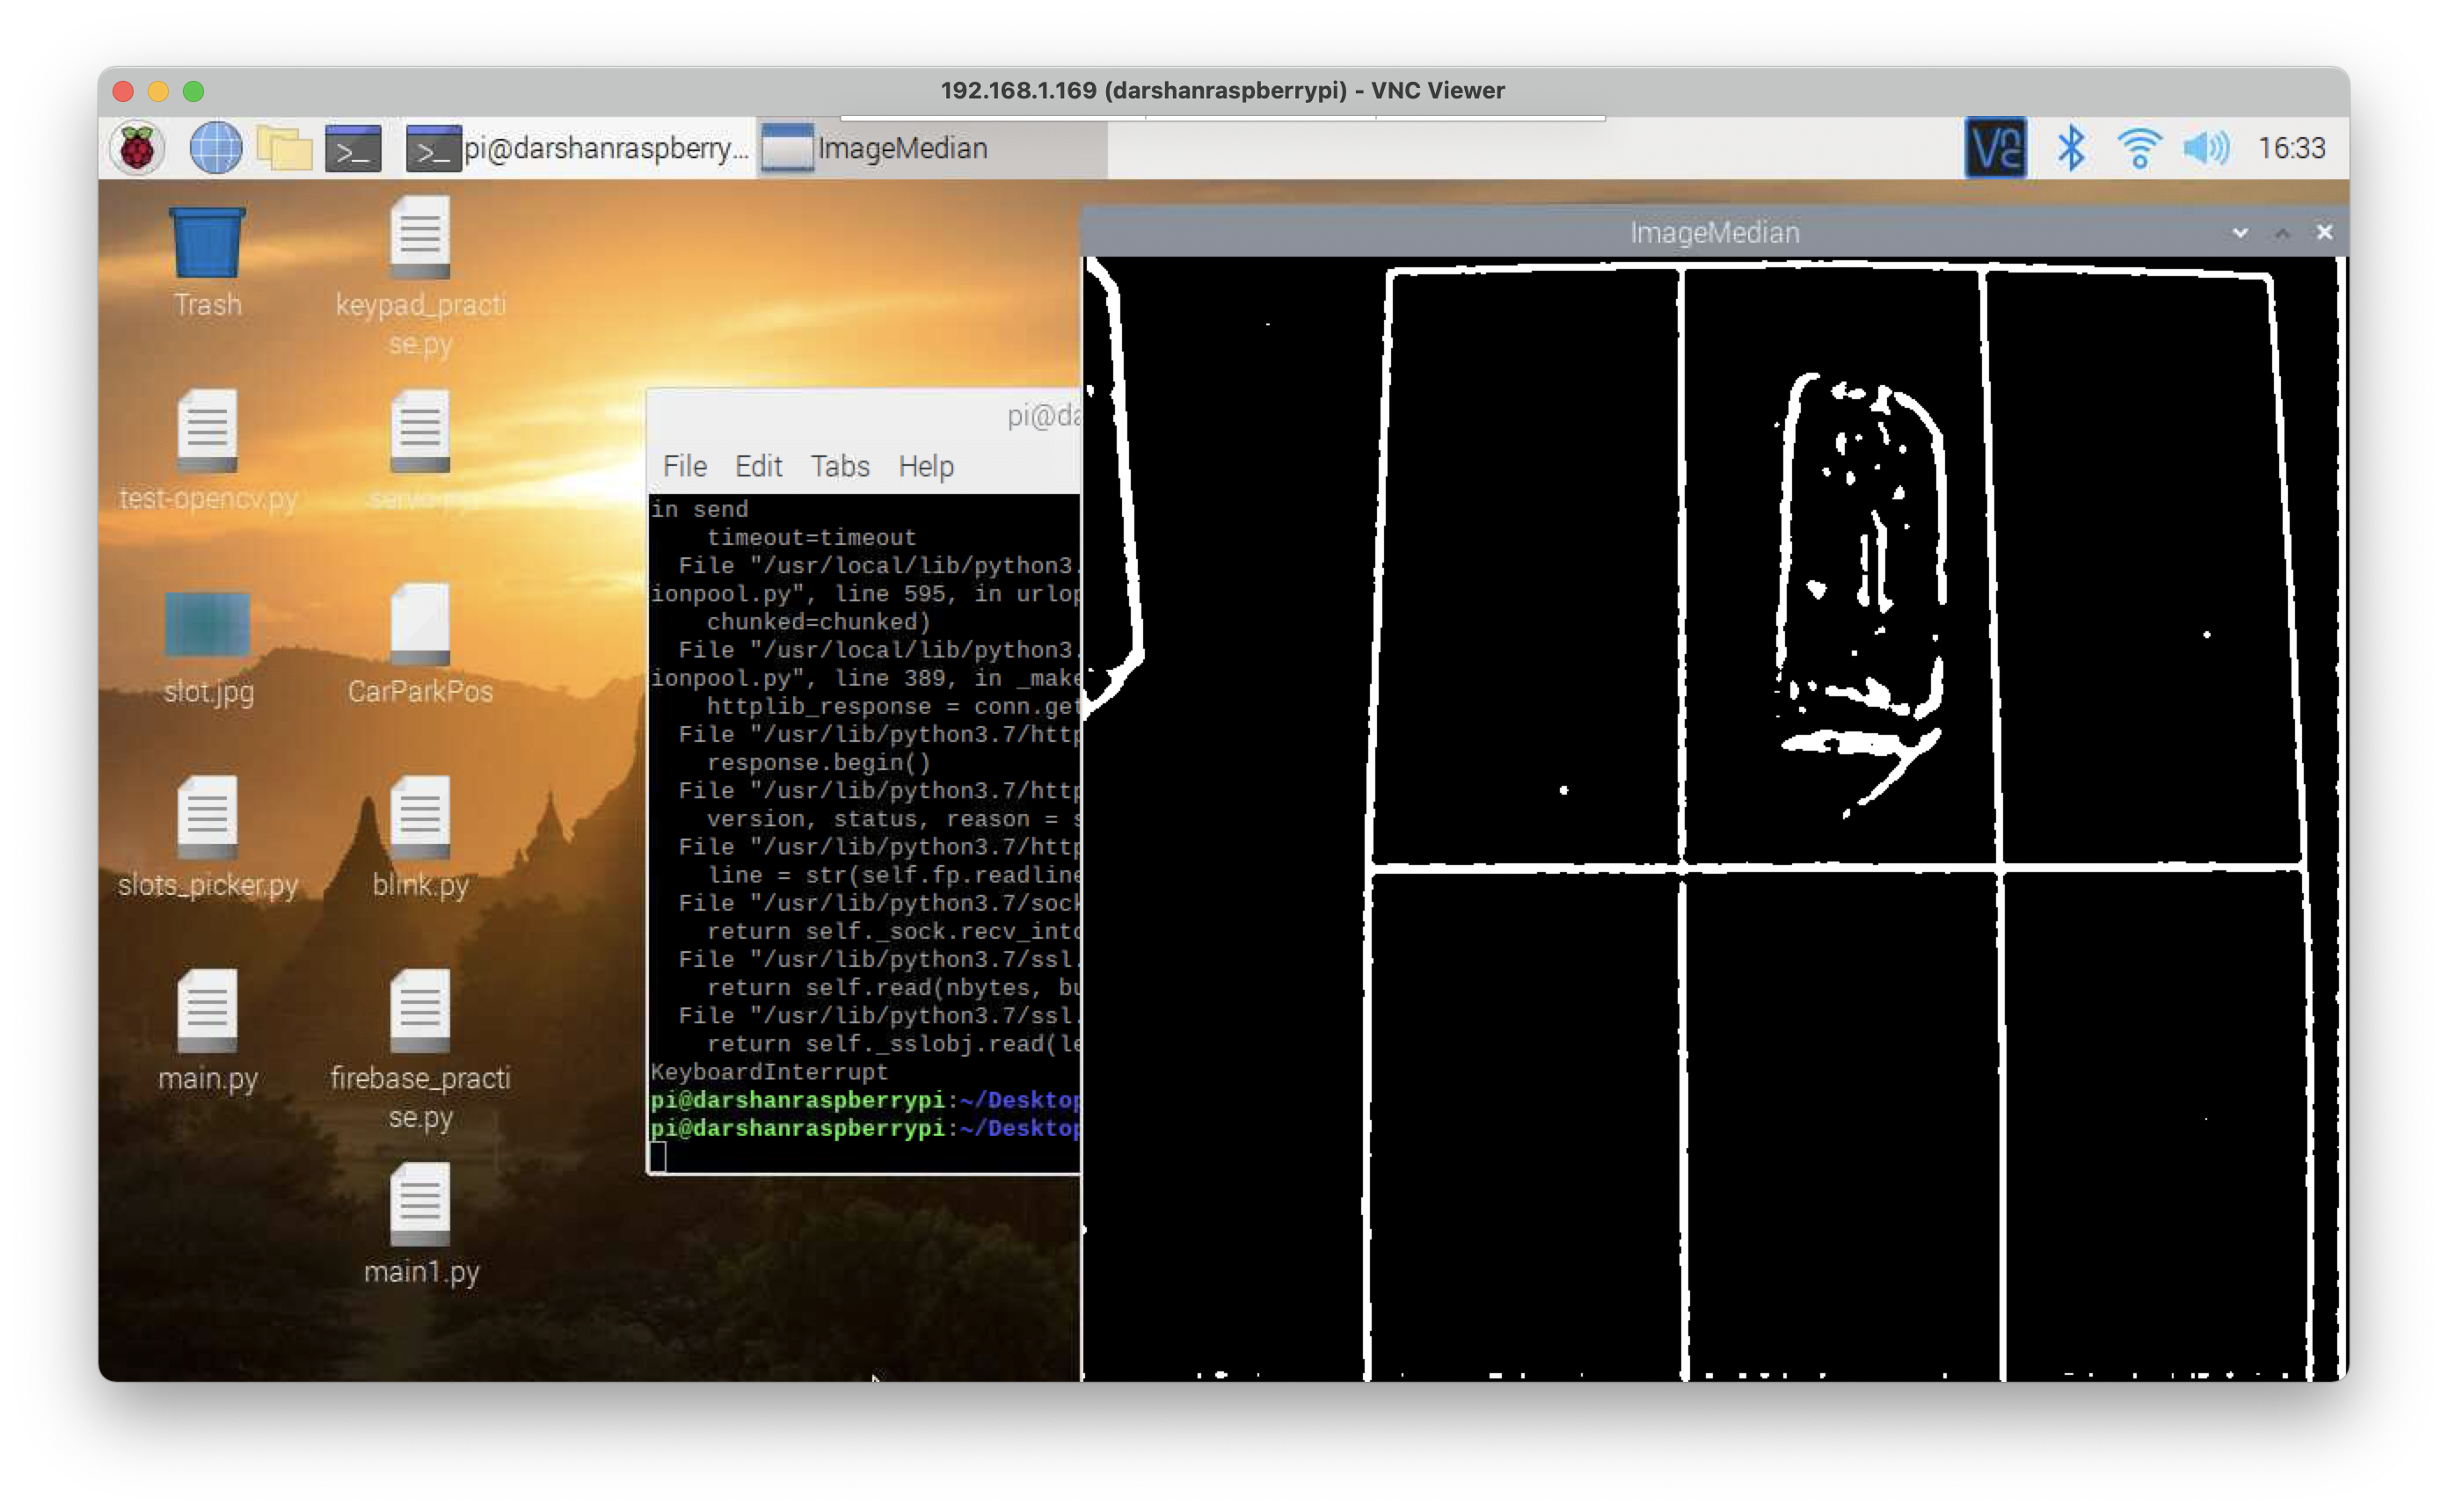 192.168.1.169 (darshanraspberrypi) - VNC Viewer
pi@darshanraspberry...
ImageMedian
16:33
Trash
keypad_practi
se.py
test-opencv.py
servo.py
slot.jpg
CarParkPos
slots_picker.py
blink.py
main.py
firebase_practi
se.py
main1.py
pi@da
File Edit Tabs Help
in send
timeout=timeout
File "/usr/local/lib/python3.
ionpool.py", line 595, in urlop
chunked=chunked)
File "/usr/local/lib/python3.
ionpool.py", line 389, in _make
httplib_response = conn.get
File "/usr/lib/python3.7/http
response.begin()
File "/usr/lib/python3.7/http
version, status, reason = s
File "/usr/lib/python3.7/http
line = str(self.fp.readline
File "/usr/lib/python3.7/sock
return self._sock.recv_into
File "/usr/lib/python3.7/ssl.
return self.read(nbytes, bu
File "/usr/lib/python3.7/ssl.
return self._sslobj.read(le
KeyboardInterrupt
pi@darshanraspberrypi:~/Desktop
pi@darshanraspberrypi:~/Desktop
ImageMedian